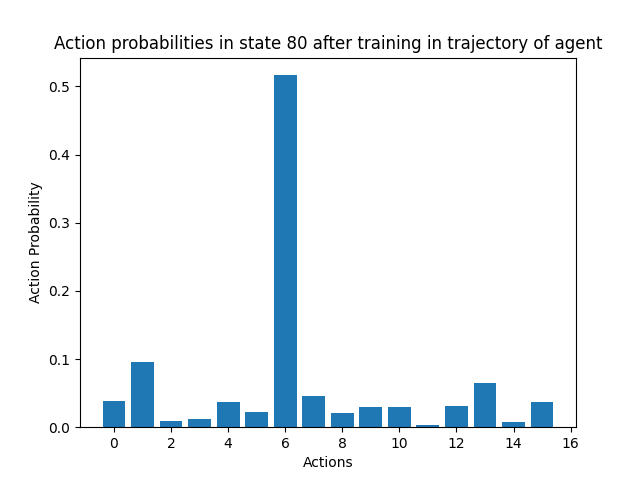 Action probabilities in state 80 after training in trajectory of agent
Action Probability
0.5
0.4
0.3
0.2
0.1
0.0
0 2 4 6 8 10 12 14 16
Actions